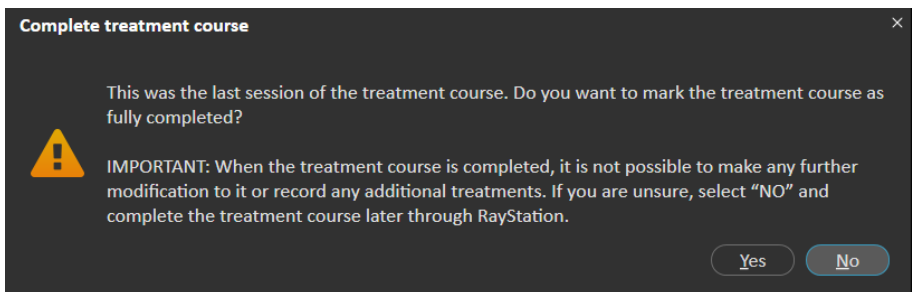 Complete treatment course
This was the last session of the treatment course. Do you want to mark the treatment course as
fully completed?
IMPORTANT: When the treatment course is completed, it is not possible to make any further
modification to it or record any additional treatments. If you are unsure, select “NO” and
complete the treatment course later through RayStation.
Yes No